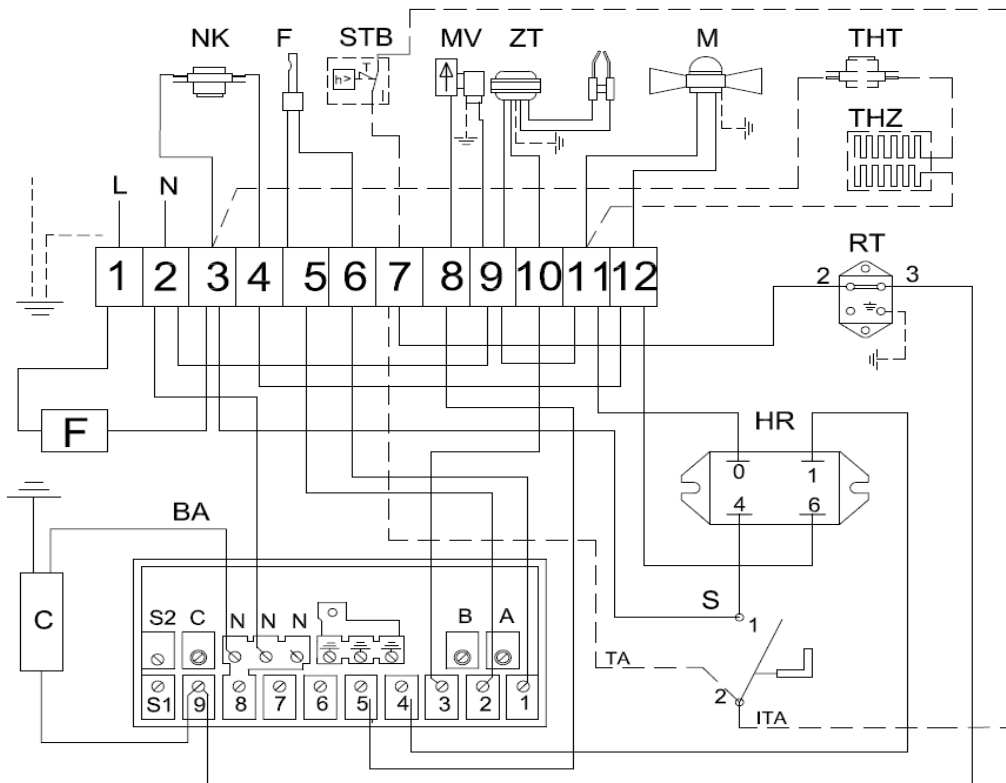 NK F STB MV ZT M THT
h> T
THZ
L N
1 2 3 4 5 6 7 8 9 10 11 12
RT
2 3
F
HR
0 1
4 6
BA
C
S2 C N N N B A
S 1
TA
S1 9 8 7 6 5 4 3 2 1
2
ITA